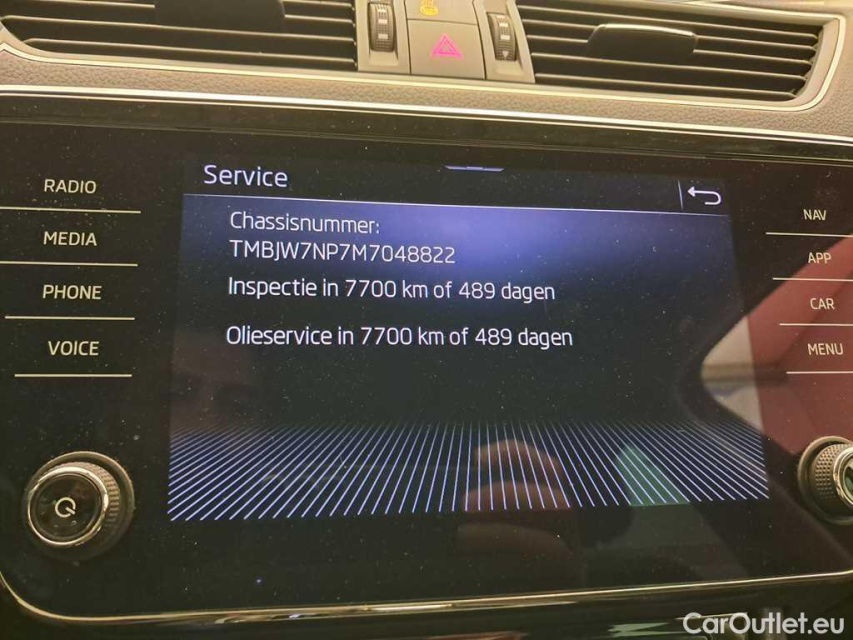 Service
RADIO
MEDIA
PHONE
VOICE
Chassisnummer:
TMBJW7NP7M7048822
Inspectie in 7700 km of 489 dagen
Olieservice in 7700 km of 489 dagen
NAV
APP
CAR
MENU
CarOutlet.eu